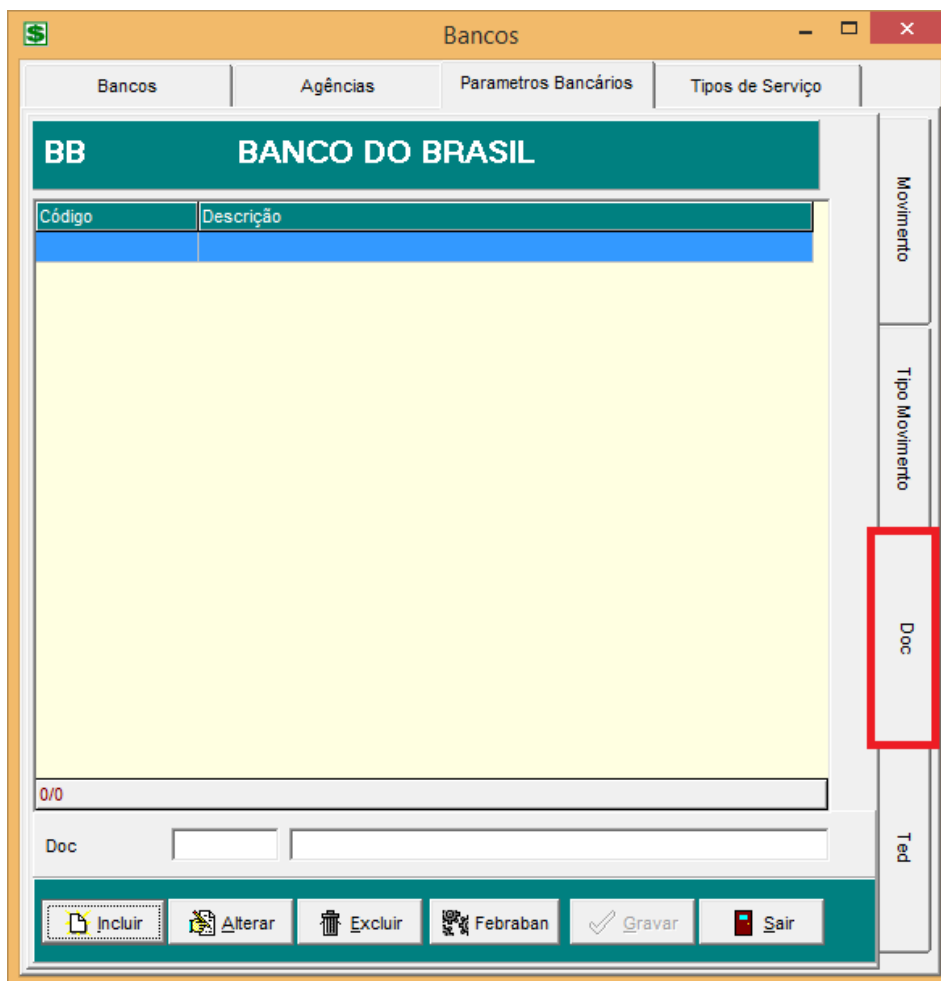 Bancos
Bancos Agências Parametros Bancários Tipos de Serviço
BB BANCO DO BRASIL
Código Descrição
0/0
Doc
Incluir Alterar Excluir Febraban Gravar Sair
Movimento
Tipo Movimento
Doc
Ted